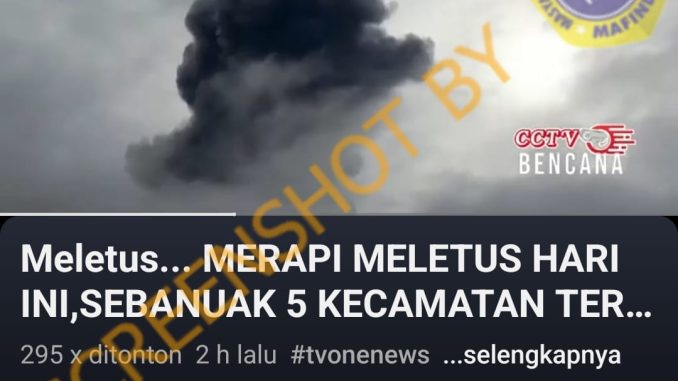 MAFIN
CCTV
BENCANA
SCREENSHOT BY
Meletus... MERAPI MELETUS HARI
INI,SEBANUAK 5 KECAMATAN TER...
295 x ditonton 2 h lalu #tvonenews ...selengkapnya